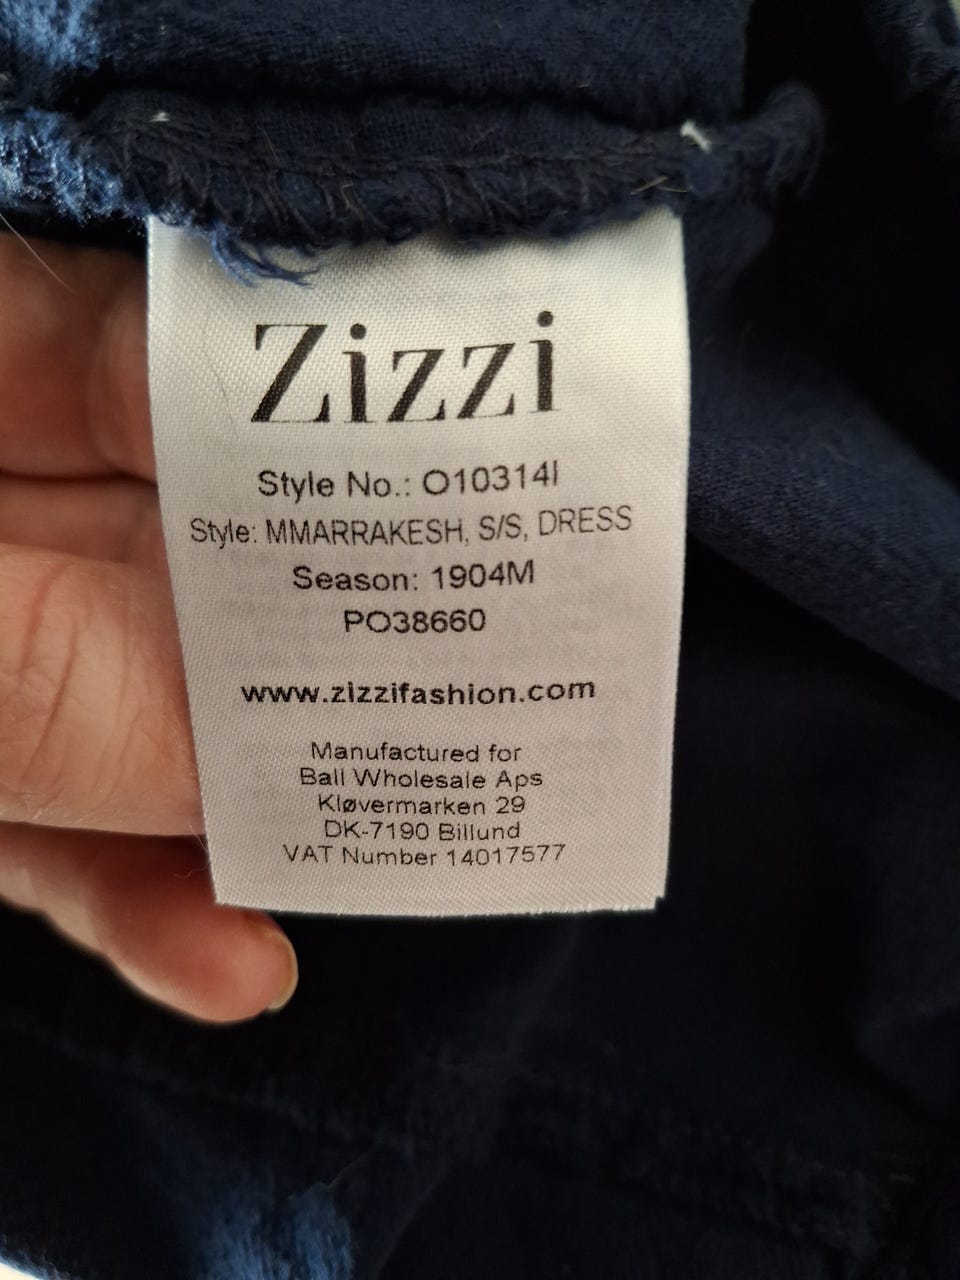 Zizzi
Style No.: O10314I
Style: MMARRAKESH, S/S, DRESS
Season: 1904M
PO38660
www.zizzifashion.com
Manufactured for
Ball Wholesale Aps
Kløvermarken 29
DK-7190 Billund
VAT Number 14017577